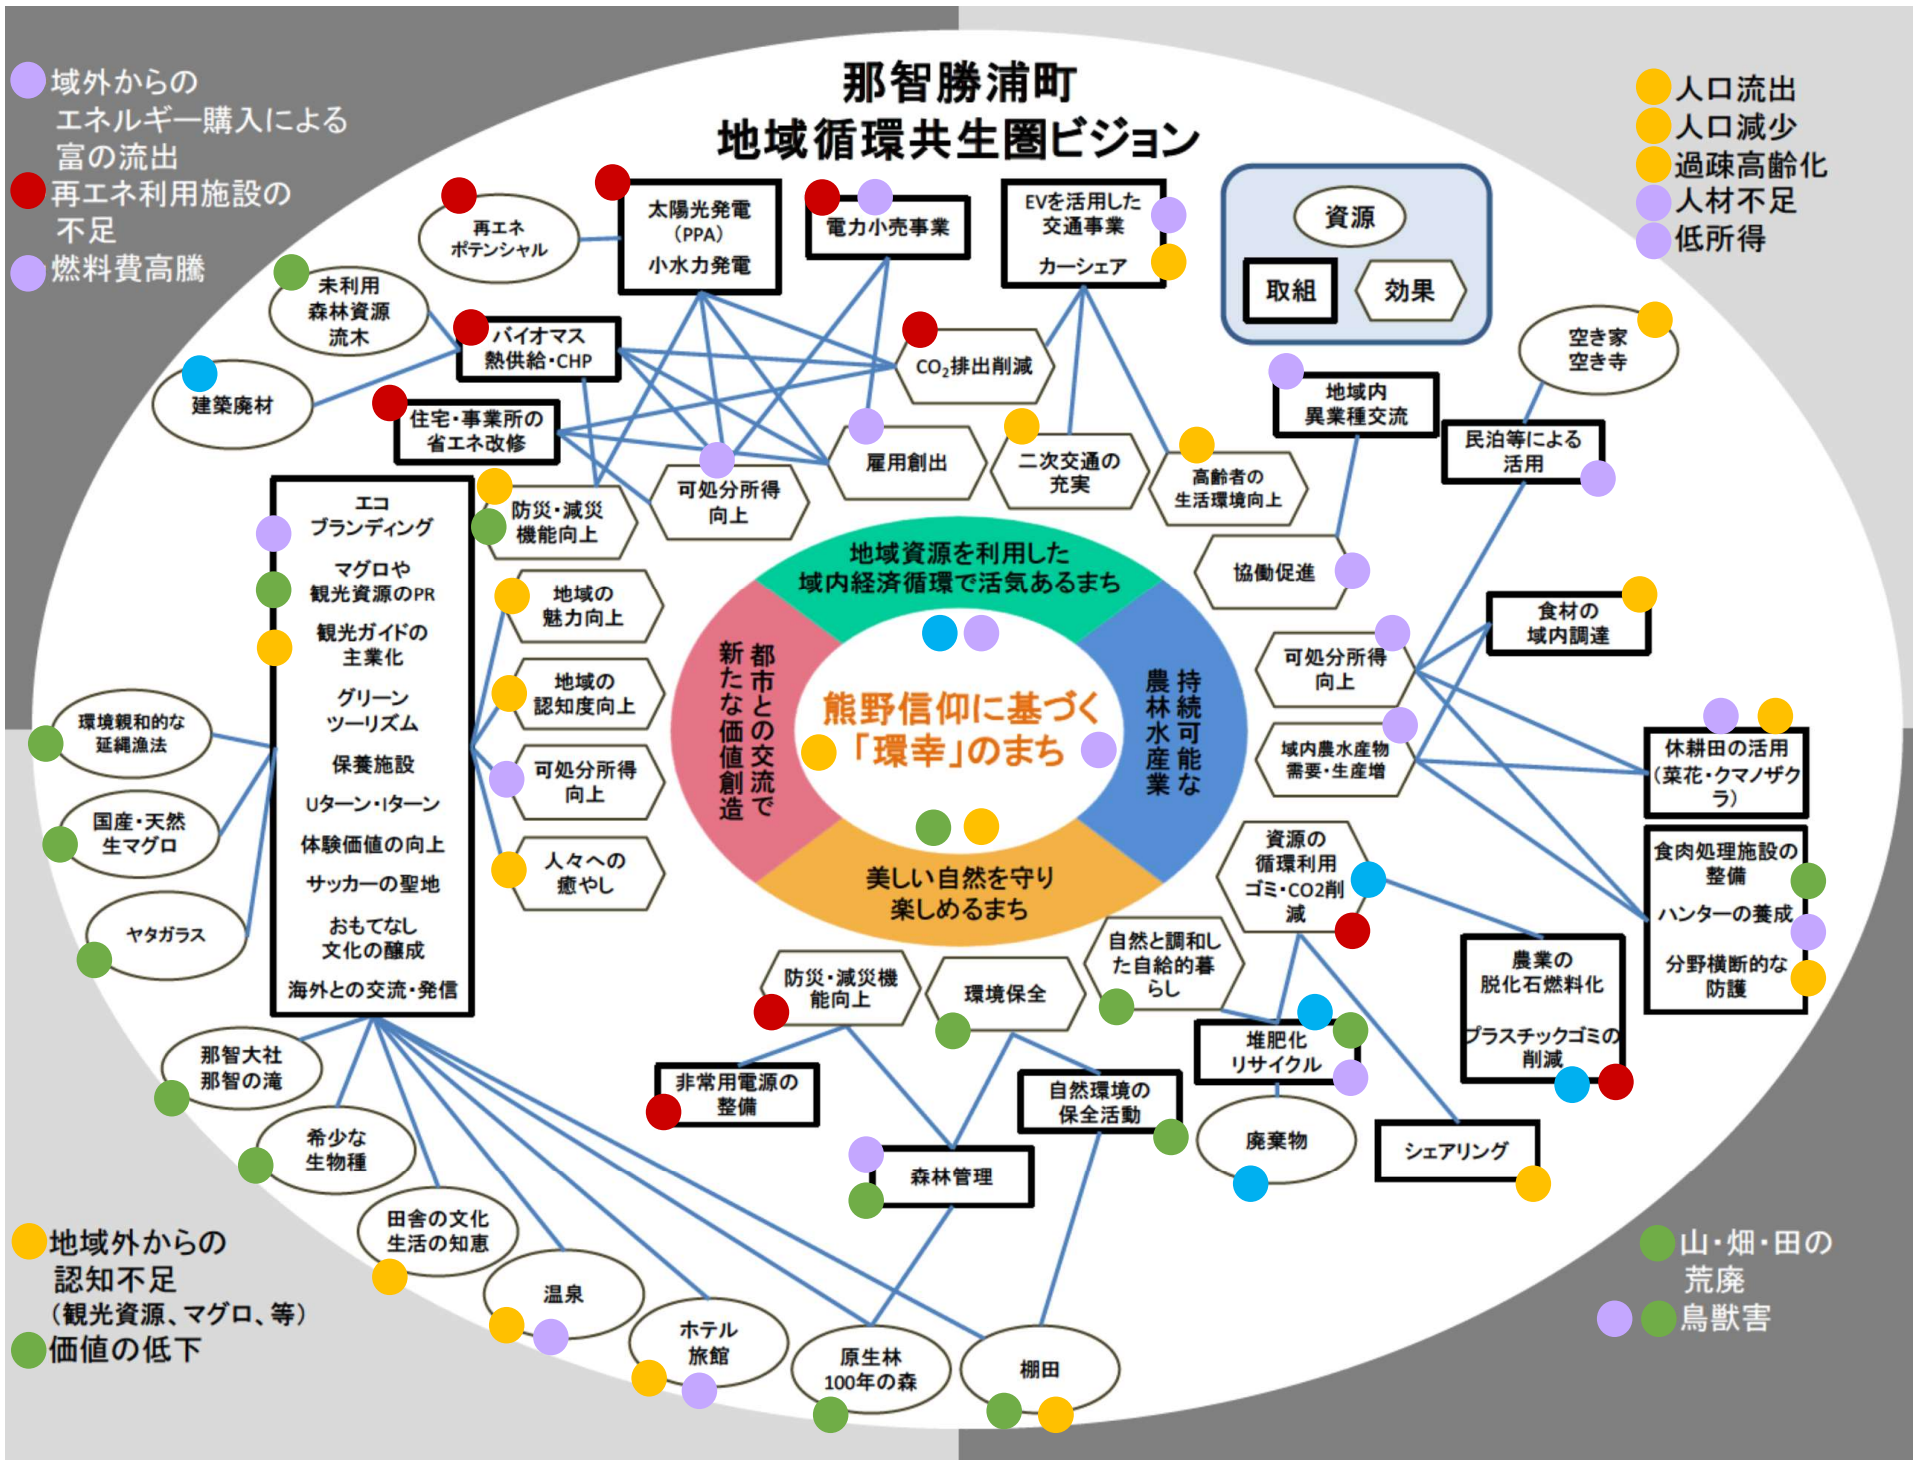 那智勝浦町
地域循環共生圏ビジョン
域外からの
エネルギー購入による
富の流出
再エネ利用施設の
不足
燃料費高騰
人口流出
人口減少
過疎高齢化
人材不足
低所得
資源
取組
効果
再エネ
ポテンシャル
太陽光発電
(PPA)
小水力発電
電力小売事業
EVを活用した
交通事業
カーシェア
未利用
森林資源
流木
バイオマス
熱供給・CHP
CO₂排出削減
空き家
空き寺
建築廃材
住宅・事業所の
省エネ改修
地域内
異業種交流
民泊等による
活用
雇用創出
二次交通の
充実
高齢者の
生活環境向上
可処分所得
向上
防災・減災
機能向上
エコ
ブランディング
マグロや
観光資源のPR
観光ガイドの
主業化
グリーン
ツーリズム
保養施設
Uターン・Iターン
体験価値の向上
サッカーの聖地
おもてなし
文化の醸成
海外との交流・発信
地域の
魅力向上
地域の
認知度向上
可処分所得
向上
人々への
癒やし
地域資源を利用した
域内経済循環で活気あるまち
都市との交流で
新たな価値創造
熊野信仰に基づく
「環幸」のまち
持続可能な
農林水産業
美しい自然を守り
楽しめるまち
協働促進
食材の
域内調達
可処分所得
向上
域内農水産物
需要・生産増
休耕田の活用
(菜花・クマノザク
ラ)
食肉処理施設の
整備
ハンターの養成
分野横断的な
防護
資源の
循環利用
ゴミ・CO2削
減
農業の
脱化石燃料化
プラスチックゴミの
削減
環境親和的な
延縄漁法
国産・天然
生マグロ
ヤタガラス
自然と調和し
た自給的暮
らし
防災・減災機
能向上
環境保全
堆肥化
リサイクル
非常用電源の
整備
自然環境の
保全活動
廃棄物
シェアリング
森林管理
那智大社
那智の滝
希少な
生物種
田舎の文化
生活の知恵
温泉
ホテル
旅館
原生林
100年の森
棚田
地域外からの
認知不足
(観光資源、マグロ、等)
価値の低下
山・畑・田の
荒廃
鳥獣害